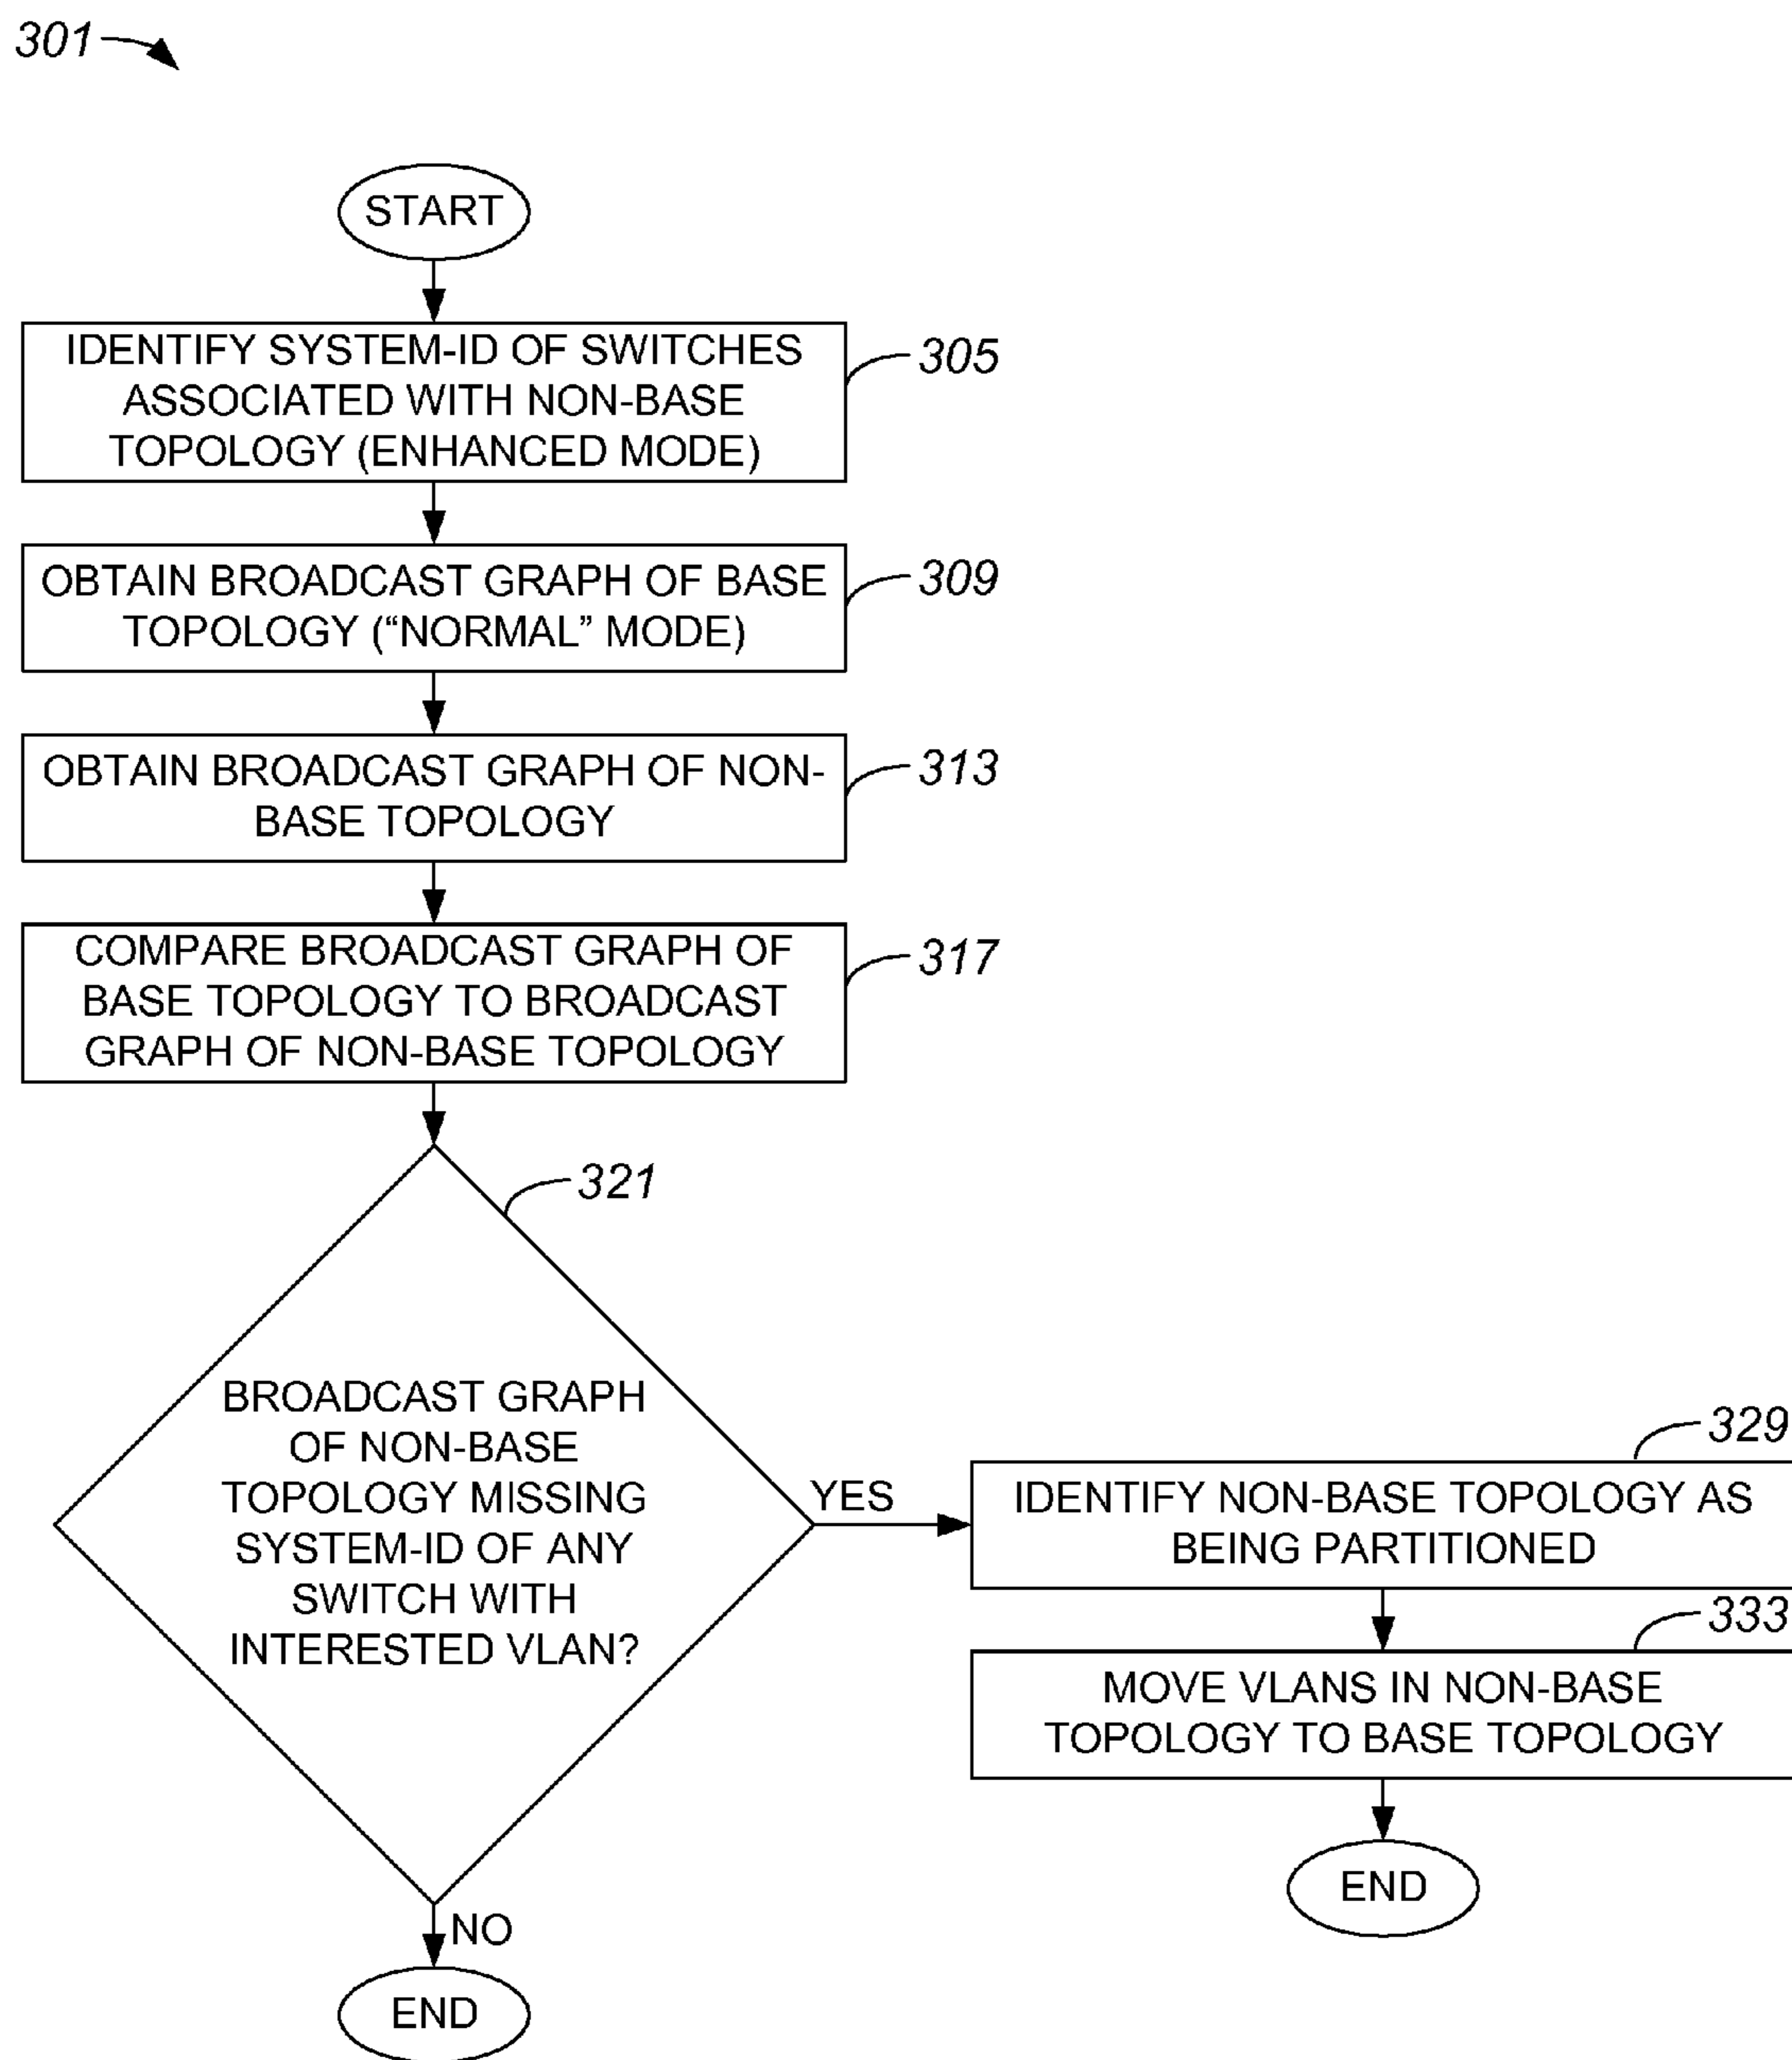 301
START
IDENTIFY SYSTEM-ID OF SWITCHES
ASSOCIATED WITH NON-BASE
TOPOLOGY (ENHANCED MODE)
305
OBTAIN BROADCAST GRAPH OF BASE
TOPOLOGY (“NORMAL” MODE)
309
OBTAIN BROADCAST GRAPH OF NON-
BASE TOPOLOGY
313
COMPARE BROADCAST GRAPH OF
BASE TOPOLOGY TO BROADCAST
GRAPH OF NON-BASE TOPOLOGY
317
321
BROADCAST GRAPH
OF NON-BASE
TOPOLOGY MISSING
SYSTEM-ID OF ANY
SWITCH WITH
INTERESTED VLAN?
YES
329
IDENTIFY NON-BASE TOPOLOGY AS
BEING PARTITIONED
333
MOVE VLANS IN NON-BASE
TOPOLOGY TO BASE TOPOLOGY
END
NO
END